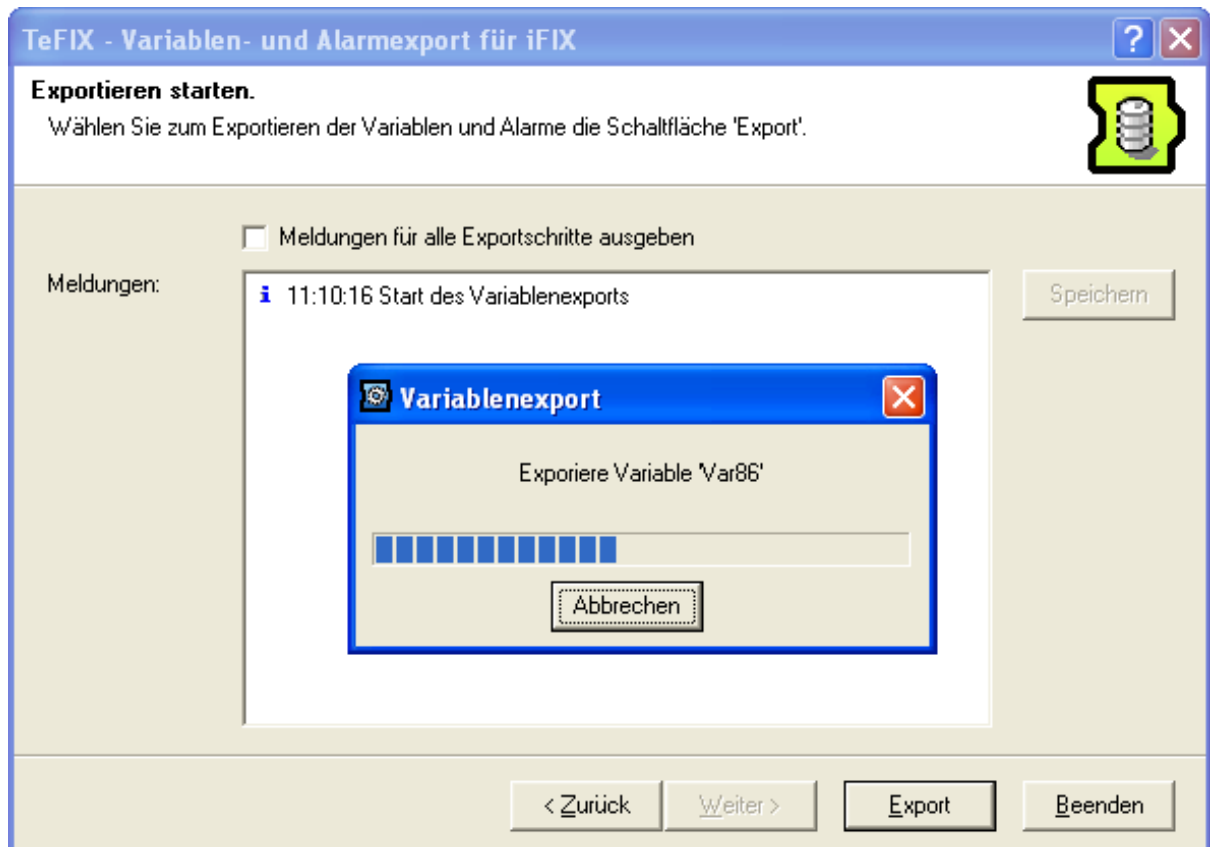 TeFIX - Variablen- und Alarmexport für iFIX
Exportieren starten.
Wählen Sie zum Exportieren der Variablen und Alarme die Schaltfläche 'Export'.
Meldungen für alle Exportschritte ausgeben
Meldungen:
i 11:10:16 Start des Variablenexports
Speichern
Variablenexport
Exporiere Variable 'Var86'
Abbrechen
< Zurück
Weiter >
Export
Beenden